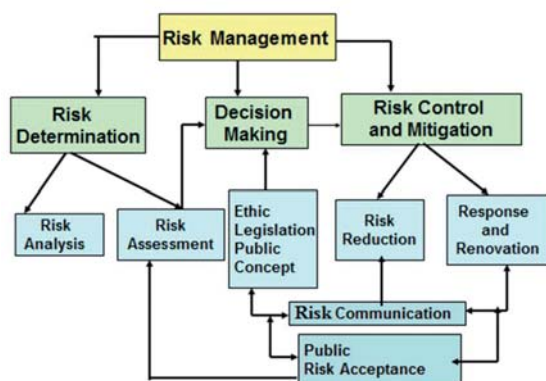 Risk Management
Risk
Determination
Decision
Making
Risk Control
and Mitigation
Risk
Analysis
Risk
Assessment
Ethic
Legislation
Public
Concept
Risk
Reduction
Response
and
Renovation
Risk Communication
Public
Risk Acceptance